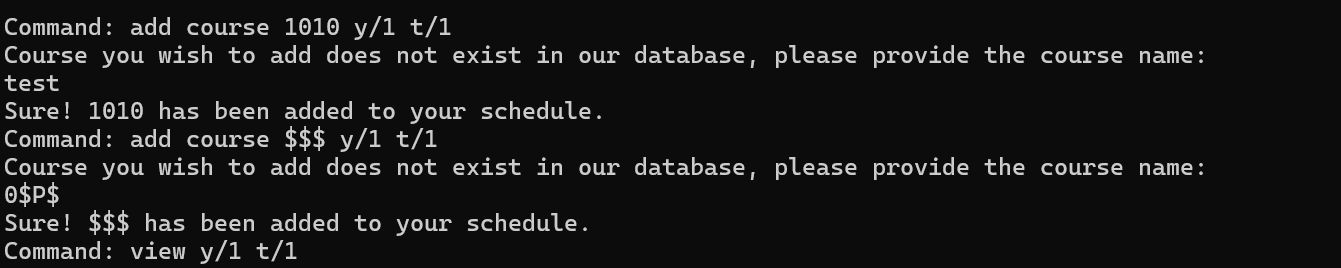 Command: add course 1010 y/1 t/1
Course you wish to add does not exist in our database, please provide the course name:
test
Sure! 1010 has been added to your schedule.
Command: add course $$$ y/1 t/1
Course you wish to add does not exist in our database, please provide the course name:
0$P$
Sure! $$$ has been added to your schedule.
Command: view y/1 t/1